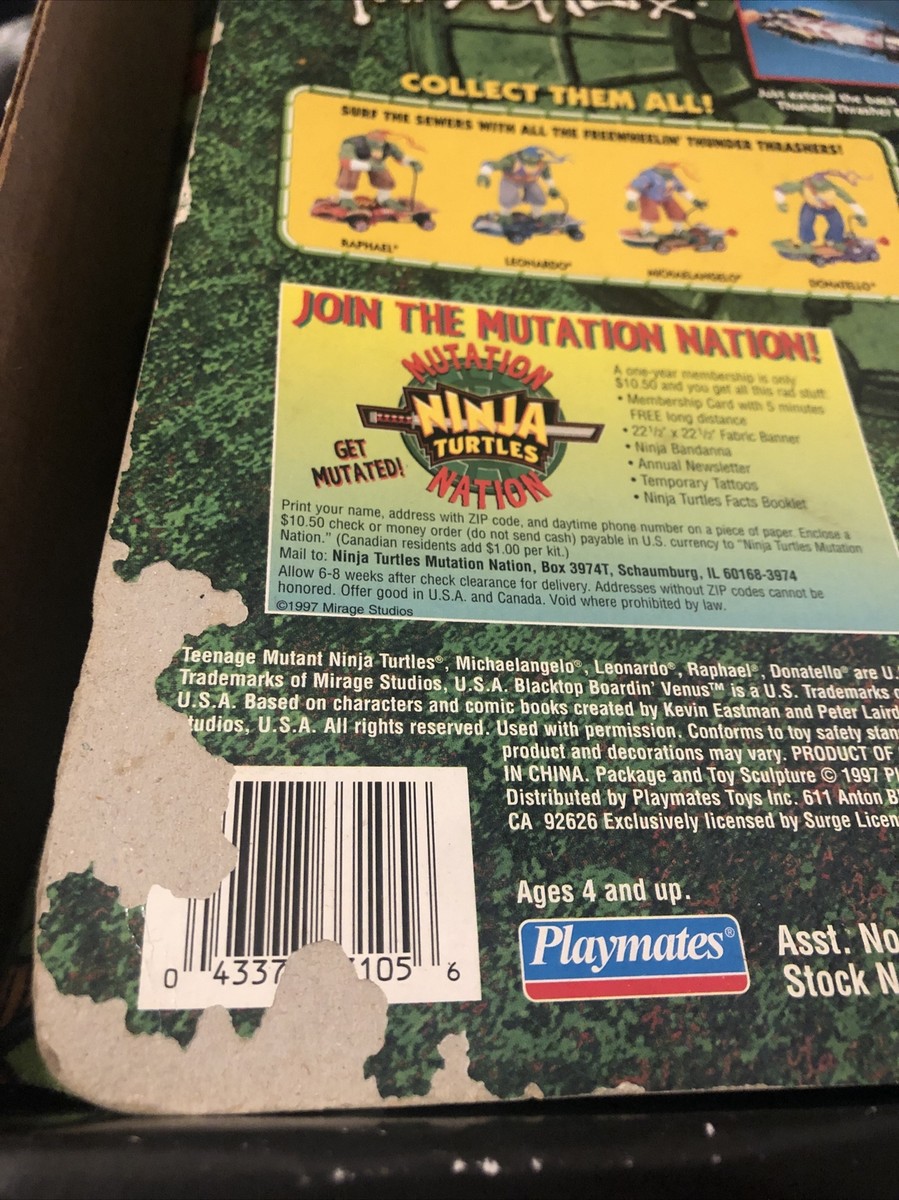 COLLECT THEM ALL!
Just extend the back
Thunder Thrasher
SURF THE SEWERS WITH ALL THE FREEWHEELIN' THUNDER THRASHERS!
RAPHAEL®
LEONARDO®
MICHAELANGELO®
DONATELLO®
JOIN THE MUTATION NATION!
MUTATION
NINJA
TURTLES
NATION
GET
MUTATED!
A one-year membership is only
$10.50 and you get all this rad stuff:
• Membership Card with 5 minutes
FREE long distance
• 22½" x 22½" Fabric Banner
• Ninja Bandanna
• Annual Newsletter
• Temporary Tattoos
• Ninja Turtles Facts Booklet
Print your name, address with ZIP code, and daytime phone number on a piece of paper. Enclose a
$10.50 check or money order (do not send cash) payable in U.S. currency to "Ninja Turtles Mutation
Nation." (Canadian residents add $1.00 per kit.)
Mail to: Ninja Turtles Mutation Nation, Box 3974T, Schaumburg, IL 60168-3974
Allow 6-8 weeks after check clearance for delivery. Addresses without ZIP codes cannot be
honored. Offer good in U.S.A. and Canada. Void where prohibited by law.
©1997 Mirage Studios
Teenage Mutant Ninja Turtles®, Michaelangelo®, Leonardo®, Raphael®, Donatello® are U.
Trademarks of Mirage Studios, U.S.A. Blacktop Boardin' Venus™ is a U.S. Trademarks
U.S.A. Based on characters and comic books created by Kevin Eastman and Peter Laird
tudios, U.S.A. All rights reserved. Used with permission. Conforms to toy safety stan
product and decorations may vary. PRODUCT OF
IN CHINA. Package and Toy Sculpture © 1997 Pl
Distributed by Playmates Toys Inc. 611 Anton B
CA 92626 Exclusively licensed by Surge Licen
0 4337 105 6
Ages 4 and up.
Playmates®
Asst. No
Stock N